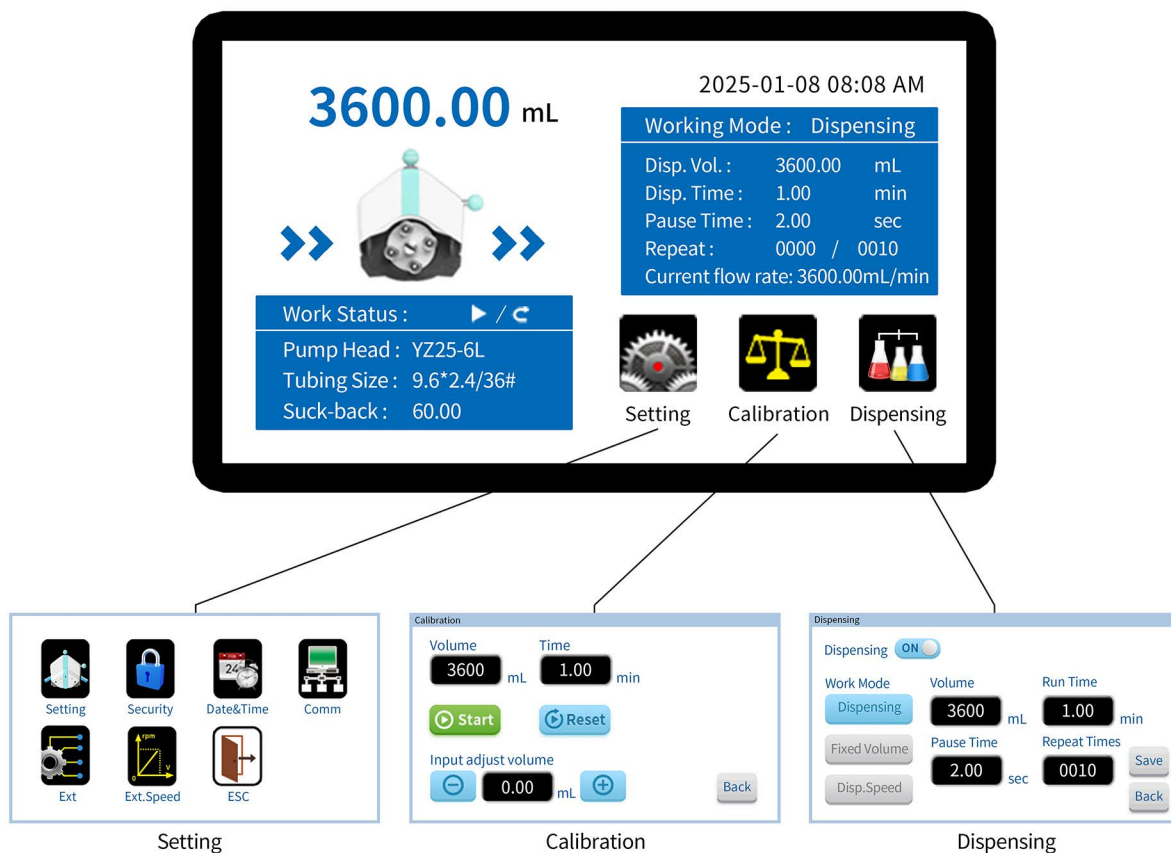 3600.00 mL
2025-01-08 08:08 AM
Working Mode : Dispensing
Disp. Vol. : 3600.00 mL
Disp. Time : 1.00 min
Pause Time : 2.00 sec
Repeat : 0000 / 0010
Current flow rate: 3600.00mL/min
Work Status : /
Pump Head : YZ25-6L
Tubing Size : 9.6*2.4/36#
Suck-back : 60.00
Setting
Calibration
Dispensing
Setting
Security
24
Date&Time
Comm
Ext
rpm
0
v
Ext.Speed
ESC
Setting
Calibration
Volume Time
3600 mL 1.00 min
Start Reset
Input adjust volume
0.00 mL
Back
Calibration
Dispensing
Dispensing ON
Work Mode Volume Run Time
Dispensing 3600 mL 1.00 min
Fixed Volume Pause Time Repeat Times
Disp.Speed 2.00 sec 0010
Save
Back
Dispensing